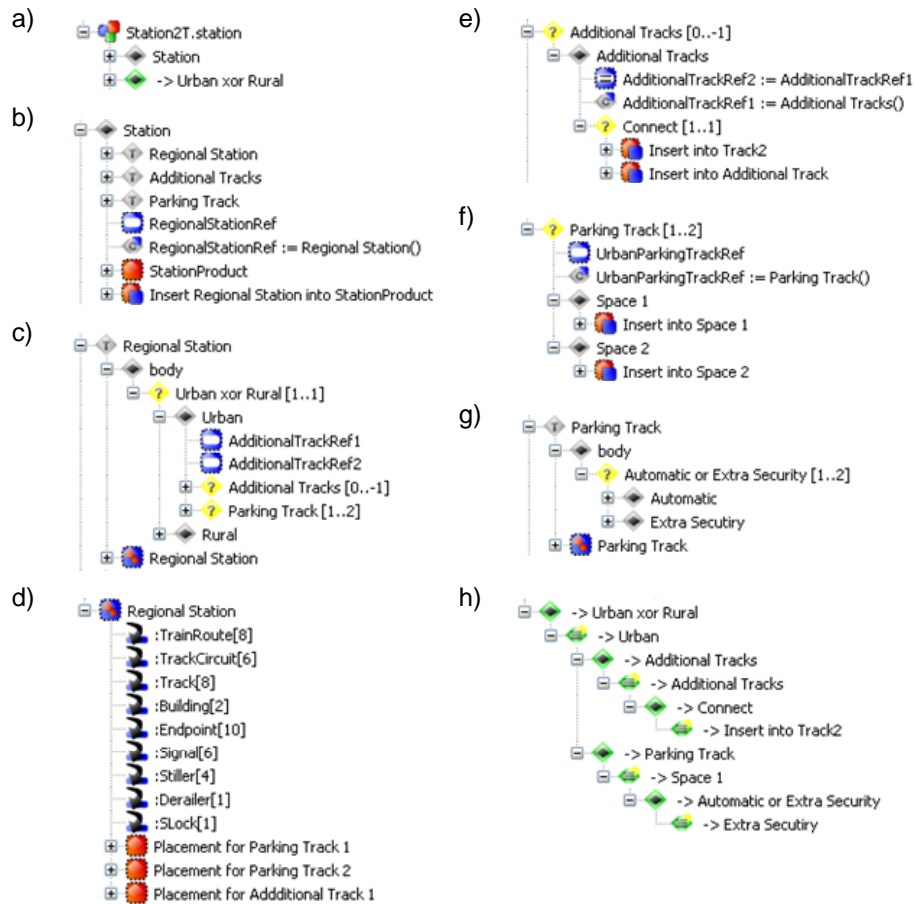 a)
Station2T.station
Station
-> Urban xor Rural
b)
Station
T Regional Station
T Additional Tracks
T Parking Track
RegionalStationRef
C RegionalStationRef := Regional Station()
StationProduct
Insert Regional Station into StationProduct
c)
T Regional Station
body
? Urban xor Rural [1..1]
Urban
AdditionalTrackRef1
AdditionalTrackRef2
? Additional Tracks [0..-1]
? Parking Track [1..2]
Rural
Regional Station
d)
Regional Station
:TrainRoute[8]
:TrackCircuit[6]
:Track[8]
:Building[2]
:Endpoint[10]
:Signal[6]
:Stiller[4]
:Derailer[1]
:SLock[1]
Placement for Parking Track 1
Placement for Parking Track 2
Placement for Addditional Track 1
e)
? Additional Tracks [0..-1]
Additional Tracks
AdditionalTrackRef2 := AdditionalTrackRef1
C AdditionalTrackRef1 := Additional Tracks()
? Connect [1..1]
Insert into Track2
Insert into Additional Track
f)
? Parking Track [1..2]
UrbanParkingTrackRef
C UrbanParkingTrackRef := Parking Track()
Space 1
Insert into Space 1
Space 2
Insert into Space 2
g)
T Parking Track
body
? Automatic or Extra Security [1..2]
Automatic
Extra Secutiry
Parking Track
h)
-> Urban xor Rural
-> Urban
-> Additional Tracks
-> Additional Tracks
-> Connect
-> Insert into Track2
-> Parking Track
-> Space 1
-> Automatic or Extra Security
-> Extra Secutiry